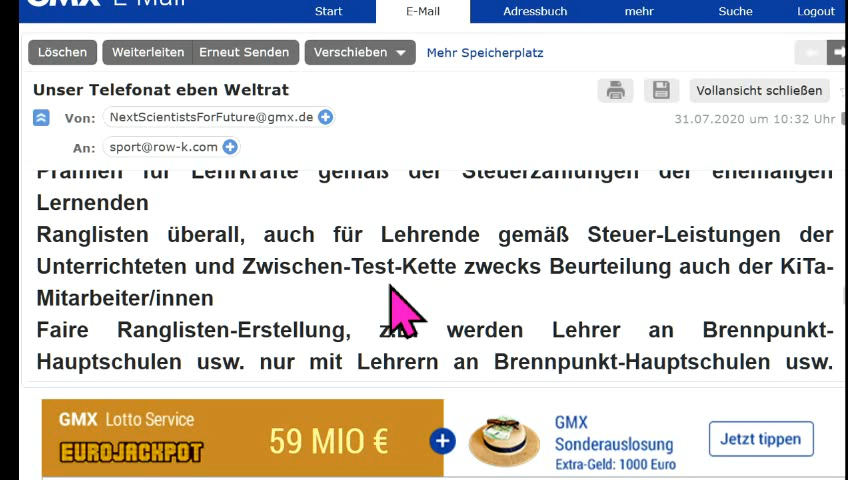 GMX E-Mail
Start E-Mail Adressbuch mehr Suche Logout
Löschen Weiterleiten Erneut Senden Verschieben Mehr Speicherplatz
Unser Telefonat eben Weltrat
Vollansicht schließen
Von: NextScientistsForFuture@gmx.de
31.07.2020 um 10:32 Uhr
An: sport@row-k.com
Prämien für Lehrkräfte gemäß der Steuerzahlungen der ehemaligen
Lernenden
Ranglisten überall, auch für Lehrende gemäß Steuer-Leistungen der
Unterrichteten und Zwischen-Test-Kette zwecks Beurteilung auch der KiTa-
Mitarbeiter/innen
Faire Ranglisten-Erstellung, z.B. werden Lehrer an Brennpunkt-
Hauptschulen usw. nur mit Lehrern an Brennpunkt-Hauptschulen usw.
GMX Lotto Service
EUROJACKPOT
59 MIO €
GMX
Sonderauslosung
Extra-Geld: 1000 Euro
Jetzt tippen